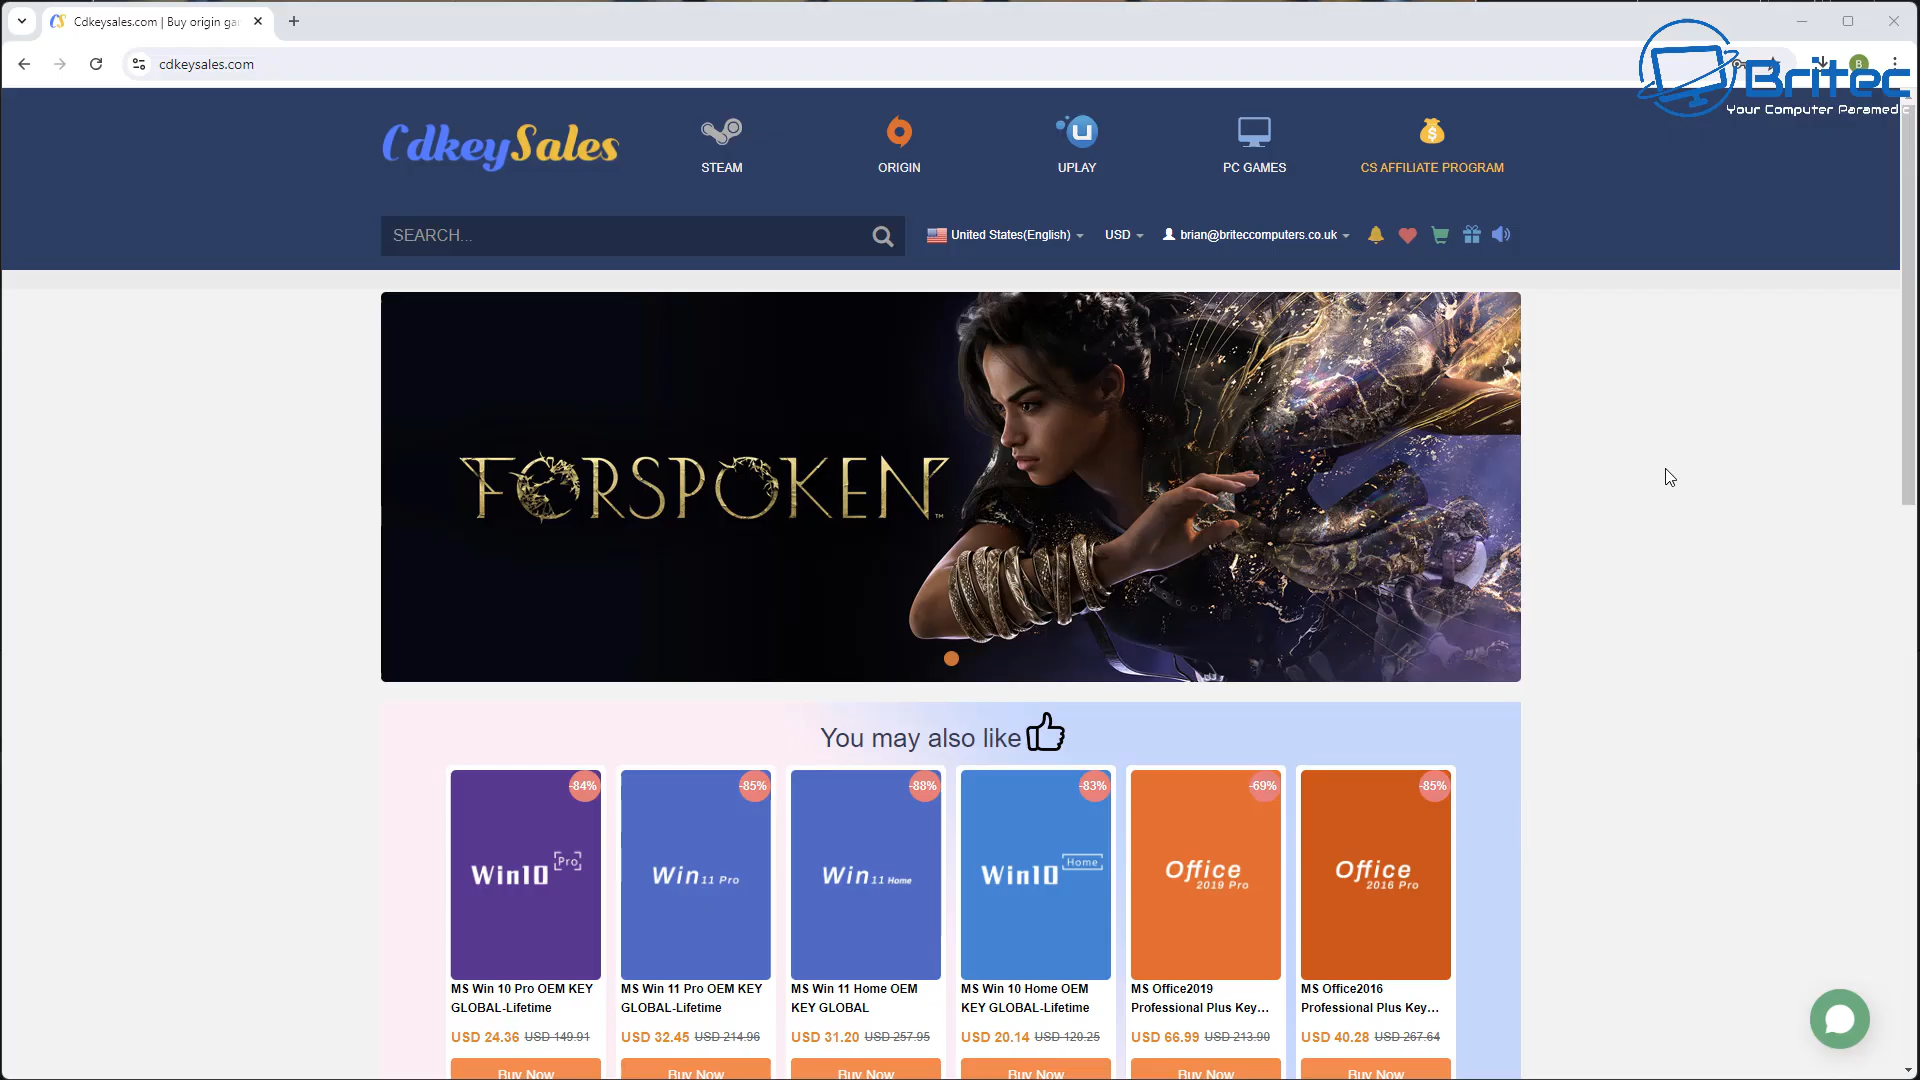 Cdkeysales.com | Buy origin ga
cdkeysales.com
Britec
Your Computer Paramedic
CdkeySales
STEAM
ORIGIN
UPLAY
PC GAMES
CS AFFILIATE PROGRAM
SEARCH...
United States(English)
USD
brian@briteccomputers.co.uk
FORSPOKEN™
You may also like
-84%
-85%
-88%
-83%
-69%
-85%
Win10 Pro
Win 11 Pro
Win 11 Home
Win10 Home
Office
2019 Pro
Office
2016 Pro
MS Win 10 Pro OEM KEY
GLOBAL-Lifetime
USD 24.36 USD 149.91
Buy Now
MS Win 11 Pro OEM KEY
GLOBAL-Lifetime
USD 32.45 USD 214.96
Buy Now
MS Win 11 Home OEM
KEY GLOBAL
USD 31.20 USD 257.95
Buy Now
MS Win 10 Home OEM
KEY GLOBAL-Lifetime
USD 20.14 USD 120.25
Buy Now
MS Office2019
Professional Plus Key...
USD 66.99 USD 213.90
Buy Now
MS Office2016
Professional Plus Key...
USD 40.28 USD 267.64
Buy Now